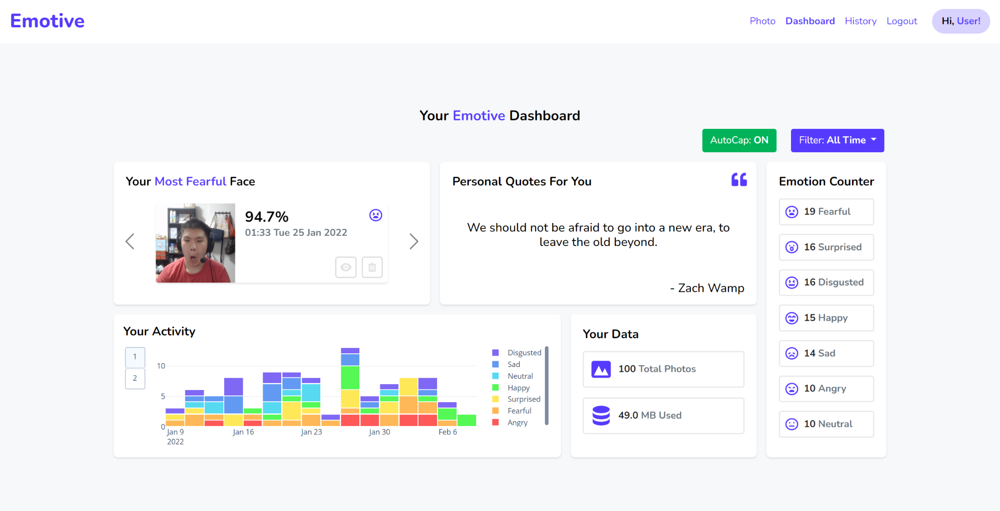 Emotive
Photo Dashboard History Logout Hi, User!
Your Emotive Dashboard
AutoCap: ON
Filter: All Time
Your Most Fearful Face
94.7%
01:33 Tue 25 Jan 2022
Personal Quotes For You
We should not be afraid to go into a new era, to
leave the old beyond.
- Zach Wamp
Emotion Counter
19 Fearful
16 Surprised
16 Disgusted
15 Happy
14 Sad
10 Angry
10 Neutral
Your Activity
1
2
10
5
0
Jan 9
2022
Jan 16
Jan 23
Jan 30
Feb 6
Disgusted
Sad
Neutral
Happy
Surprised
Fearful
Angry
Your Data
100 Total Photos
49.0 MB Used